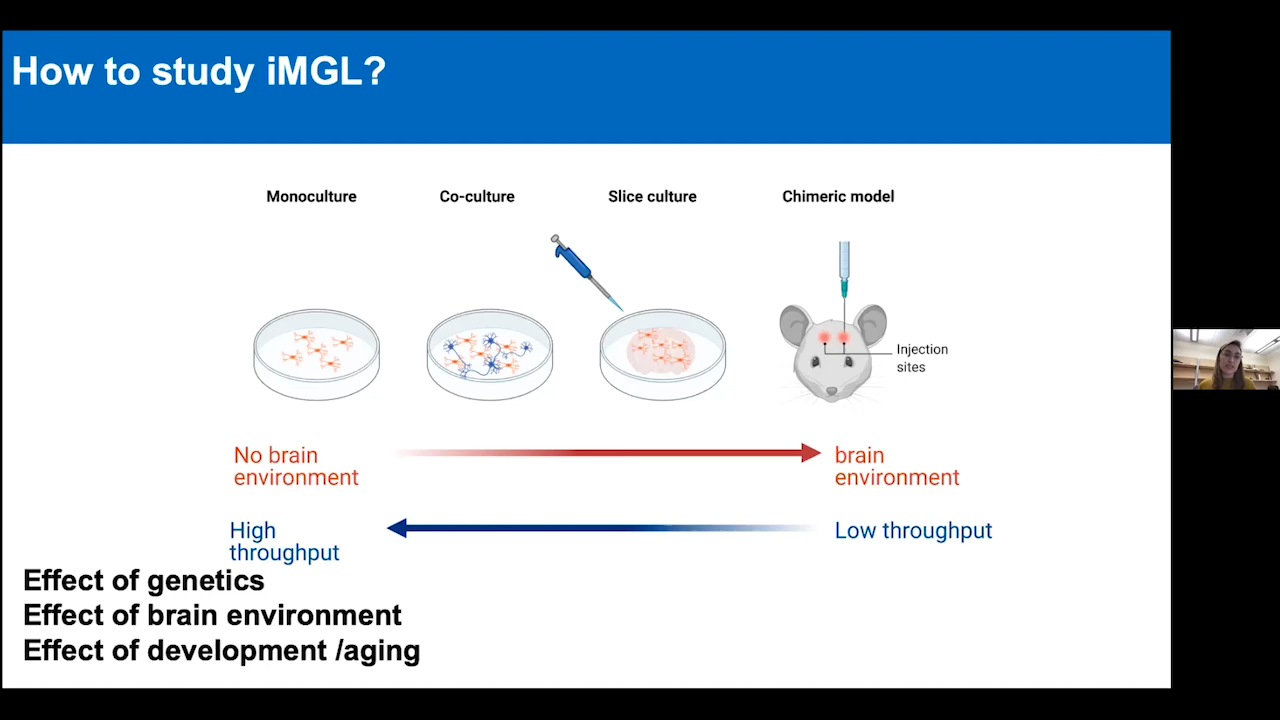 How to study iMGL?
Monoculture
Co-culture
Slice culture
Chimeric model
Injection
sites
No brain
environment
brain
environment
High
throughput
Low throughput
Effect of genetics
Effect of brain environment
Effect of development /aging